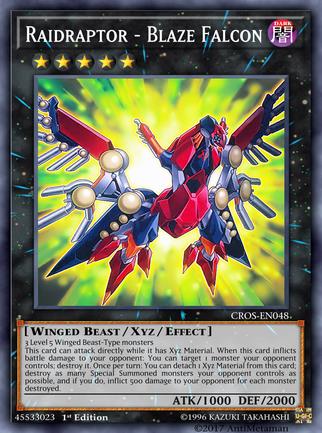 Raidraptor - Blaze Falcon
DARK
闇
CROS-EN048
[Winged Beast/Xyz/Effect]
3 Level 5 Winged Beast-Type monsters
This card can attack directly while it has Xyz Material. When this card inflicts
battle damage to your opponent: You can target 1 monster your opponent
controls; destroy it. Once per turn: You can detach 1 Xyz Material from this card;
destroy as many Special Summoned monsters your opponent controls as
possible, and if you do, inflict 500 damage to your opponent for each monster
destroyed.
ATK/1000 DEF/2000
45533023 1st Edition ©1996 KAZUKI TAKAHASHI
©2017 AntiMetaman